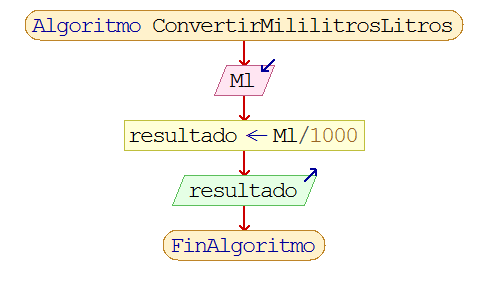 Algoritmo ConvertirMililitrosLitros
Ml
resultado ← Ml/1000
resultado
FinAlgoritmo